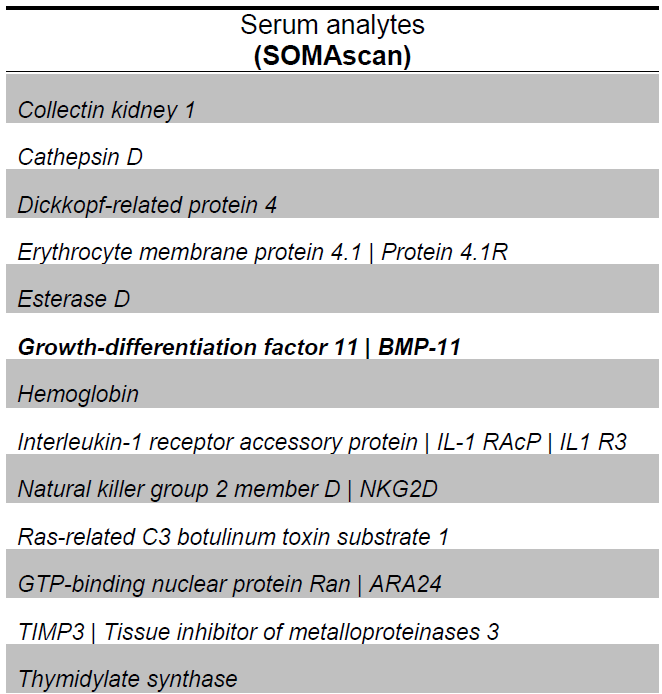 Serum analytes
(SOMAscan)
Collectin kidney 1
Cathepsin D
Dickkopf-related protein 4
Erythrocyte membrane protein 4.1 | Protein 4.1R
Esterase D
Growth-differentiation factor 11 | BMP-11
Hemoglobin
Interleukin-1 receptor accessory protein | IL-1 RAcP | IL1 R3
Natural killer group 2 member D | NKG2D
Ras-related C3 botulinum toxin substrate 1
GTP-binding nuclear protein Ran | ARA24
TIMP3 | Tissue inhibitor of metalloproteinases 3
Thymidylate synthase